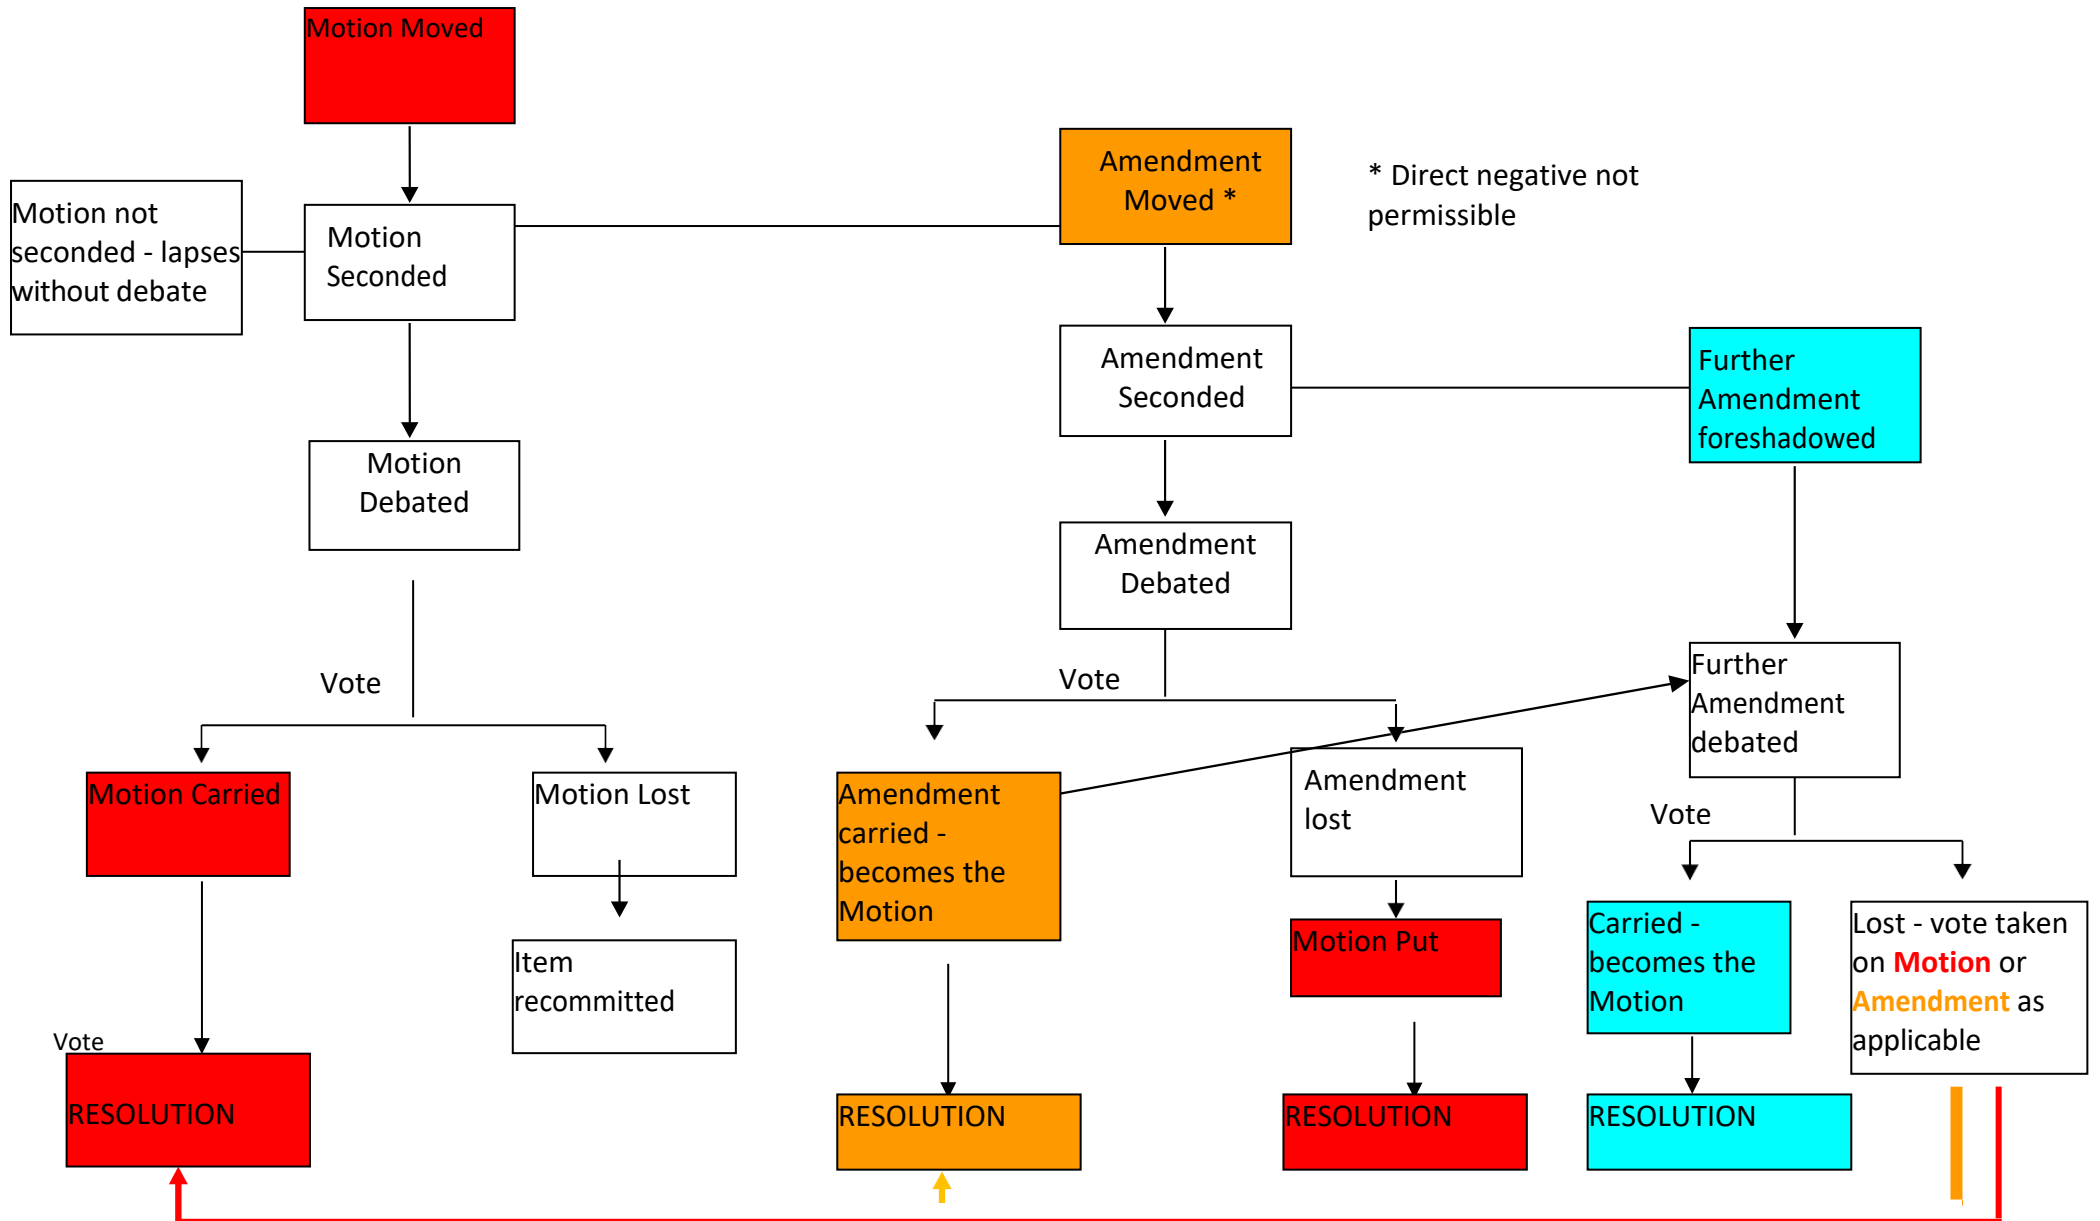 Motion Moved
Amendment
Moved *
* Direct negative not
permissible
Motion not
seconded - lapses
without debate
Motion
Seconded
Amendment
Seconded
Further
Amendment
foreshadowed
Motion
Debated
Amendment
Debated
Further
Amendment
debated
Vote
Vote
Vote
Motion Carried
Motion Lost
Amendment
carried -
becomes the
Motion
Amendment
lost
Item
recommitted
Motion Put
Carried -
becomes the
Motion
Lost - vote taken
on Motion or
Amendment as
applicable
Vote
RESOLUTION
RESOLUTION
RESOLUTION
RESOLUTION